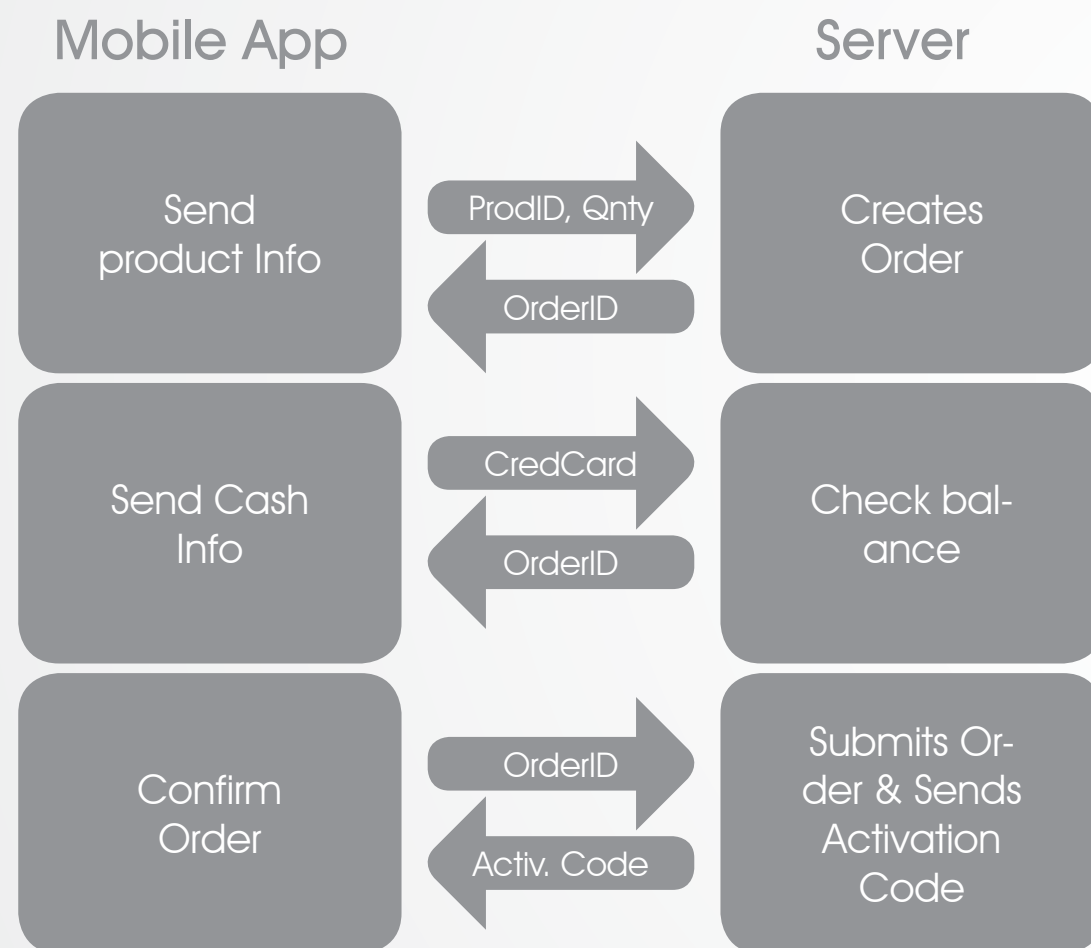 Mobile App
Server
Send
product Info
ProdID, Qnty
OrderID
Creates
Order
Send Cash
Info
CredCard
OrderID
Check bal-
ance
Confirm
Order
OrderID
Activ. Code
Submits Or-
der & Sends
Activation
Code